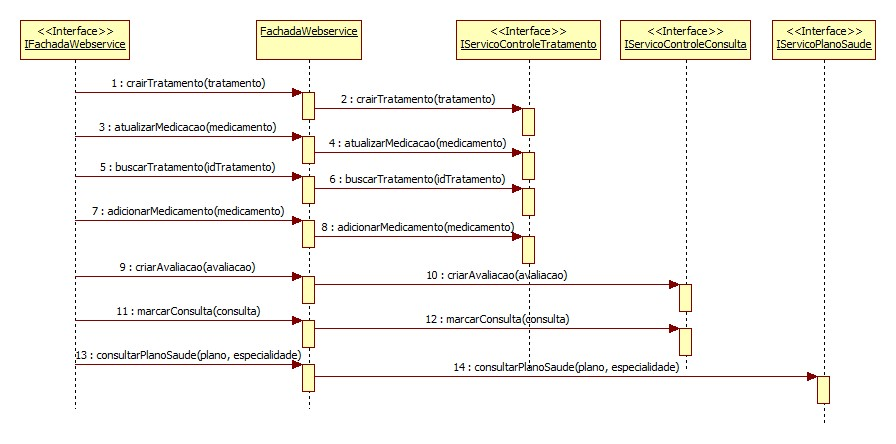 <<Interface>>
IFachadaWebservice
FachadaWebservice
<<Interface>>
IServicoControleTratamento
<<Interface>>
IServicoControleConsulta
<<Interface>>
IServicoPlanoSaude
1 : crairTratamento(tratamento)
2 : crairTratamento(tratamento)
3 : atualizarMedicacao(medicamento)
4 : atualizarMedicacao(medicamento)
5 : buscarTratamento(idTratamento)
6 : buscarTratamento(idTratamento)
7 : adicionarMedicamento(medicamento)
8 : adicionarMedicamento(medicamento)
9 : criarAvaliacao(avaliacao)
10 : criarAvaliacao(avaliacao)
11 : marcarConsulta(consulta)
12 : marcarConsulta(consulta)
13 : consultarPlanoSaude(plano, especialidade)
14 : consultarPlanoSaude(plano, especialidade)